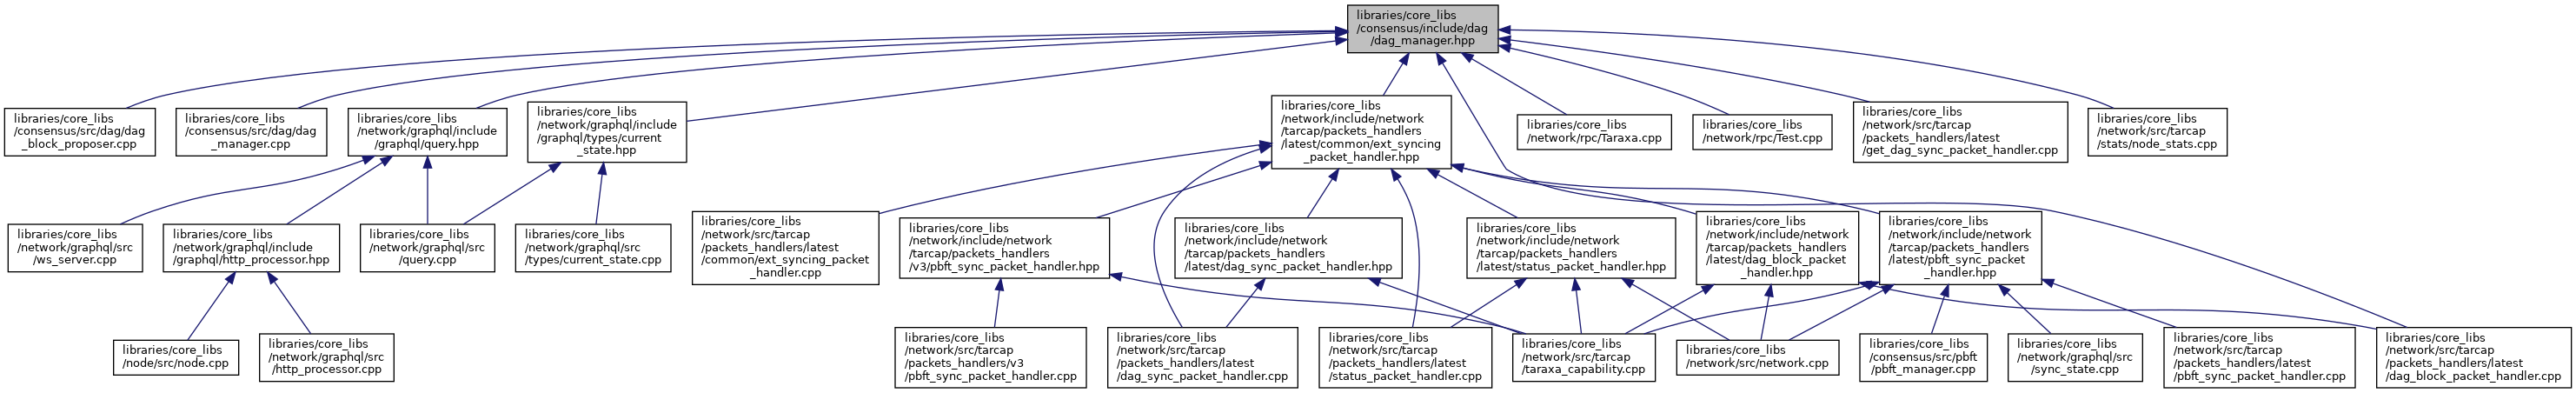 libraries/core_libs
/consensus/include/dag
/dag_manager.hpp
libraries/core_libs
/consensus/src/dag/dag
_block_proposer.cpp
libraries/core_libs
/consensus/src/dag/dag
_manager.cpp
libraries/core_libs
/network/graphql/include
/graphql/query.hpp
libraries/core_libs
/network/graphql/include
/graphql/types/current
_state.hpp
libraries/core_libs
/network/include/network
/tarcap/packets_handlers
/latest/common/ext_syncing
_packet_handler.hpp
libraries/core_libs
/network/rpc/Taraxa.cpp
libraries/core_libs
/network/rpc/Test.cpp
libraries/core_libs
/network/src/tarcap
/packets_handlers/latest
/get_dag_sync_packet_handler.cpp
libraries/core_libs
/network/src/tarcap
/stats/node_stats.cpp
libraries/core_libs
/network/graphql/src
/ws_server.cpp
libraries/core_libs
/network/graphql/include
/graphql/http_processor.hpp
libraries/core_libs
/network/graphql/src
/query.cpp
libraries/core_libs
/network/graphql/src
/types/current_state.cpp
libraries/core_libs
/network/src/tarcap
/packets_handlers/latest
/common/ext_syncing_packet
_handler.cpp
libraries/core_libs
/network/include/network
/tarcap/packets_handlers
/v3/pbft_sync_packet_handler.hpp
libraries/core_libs
/network/include/network
/tarcap/packets_handlers
/latest/dag_sync_packet_handler.hpp
libraries/core_libs
/network/include/network
/tarcap/packets_handlers
/latest/status_packet_handler.hpp
libraries/core_libs
/network/include/network
/tarcap/packets_handlers
/latest/dag_block_packet
_handler.hpp
libraries/core_libs
/network/include/network
/tarcap/packets_handlers
/latest/pbft_sync_packet
_handler.hpp
libraries/core_libs
/node/src/node.cpp
libraries/core_libs
/network/graphql/src
/http_processor.cpp
libraries/core_libs
/network/src/tarcap
/packets_handlers/v3
/pbft_sync_packet_handler.cpp
libraries/core_libs
/network/src/tarcap
/packets_handlers/latest
/dag_sync_packet_handler.cpp
libraries/core_libs
/network/src/tarcap
/packets_handlers/latest
/status_packet_handler.cpp
libraries/core_libs
/network/src/tarcap
/taraxa_capability.cpp
libraries/core_libs
/network/src/network.cpp
libraries/core_libs
/consensus/src/pbft
/pbft_manager.cpp
libraries/core_libs
/network/graphql/src
/sync_state.cpp
libraries/core_libs
/network/src/tarcap
/packets_handlers/latest
/pbft_sync_packet_handler.cpp
libraries/core_libs
/network/src/tarcap
/packets_handlers/latest
/dag_block_packet_handler.cpp